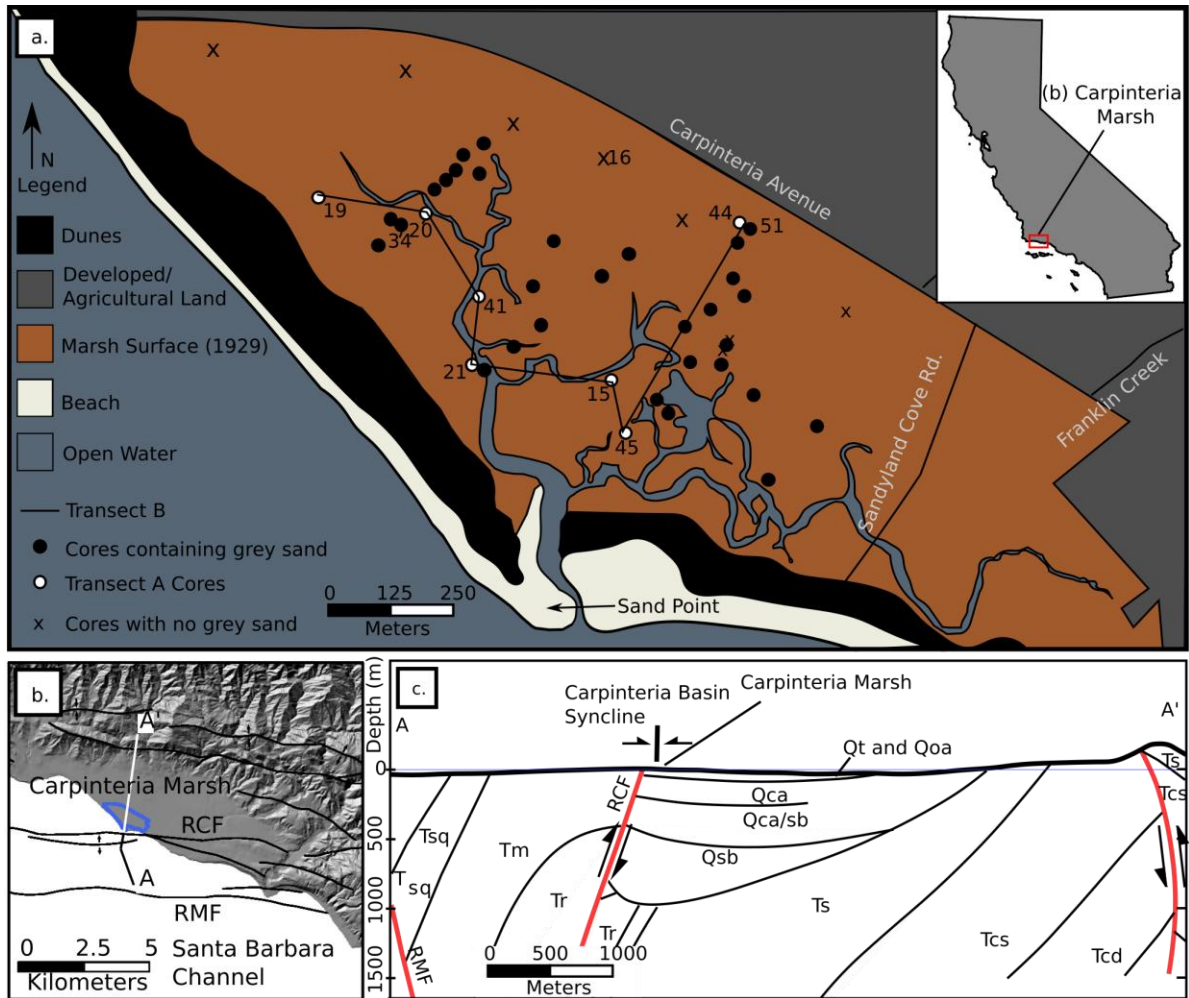 a.
N
Legend
Dunes
Developed/
Agricultural Land
Marsh Surface (1929)
Beach
Open Water
Transect B
Cores containing grey sand
Transect A Cores
x Cores with no grey sand
0 125 250
Meters
Sand Point
Carpinteria Avenue
Sandyland Cove Rd.
Franklin Creek
x
x
x
x16
x
x
x
x
19
34
20
41
21
15
45
44
51
(b) Carpinteria
Marsh
b.
A'
Carpinteria Marsh
RCF
A
RMF
0 2.5 5
Kilometers
Santa Barbara
Channel
c.
Depth (m)
0
500
1000
1500
A
Carpinteria Basin
Syncline
Carpinteria Marsh
A'
Qt and Qoa
RCF
Qca
Qca/sb
Qsb
Tsq
Tsq
Tm
Tr
Tr
Ts
Tcs
Tcd
Ts
Tcs
RMF
0 500 1000
Meters